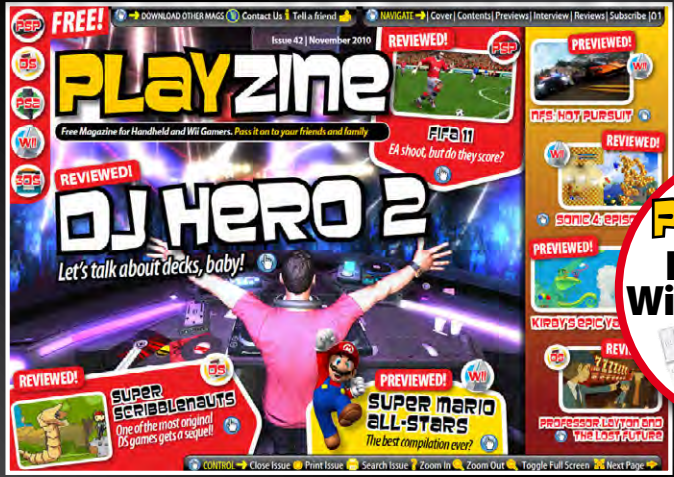 FREE!
DOWNLOAD OTHER MAGS Contact Us Tell a friend
NAVIGATE | Cover | Contents | Previews | Interview | Reviews | Subscribe | 01
Issue 42 | November 2010
PLAYZINE
Free Magazine for Handheld and Wii Gamers. Pass it on to your friends and family
PSP
DS
PS2
Wii
3DS
REVIEWED!
PSP
FIFA 11
EA shoot, but do they score?
REVIEWED!
DJ HERO 2
Let's talk about decks, baby!
PREVIEWED!
Wii
NFS: HOT PURSUIT
REVIEWED!
Wii
SONIC 4:
PREVIEWED!
KIRBY'S EPIC
DS
PROFESSOR LAYTON AND
THE LOST FUTURE
REVIEWED!
DS
SUPER
SCRIBBLENAUTS
One of the most original
DS games gets a sequel!
PREVIEWED!
Wii
SUPER MARIO
ALL-STARS
The best compilation ever?
CONTROL Close Issue Print Issue Search Issue Zoom In Zoom Out Toggle Full Screen Next Page